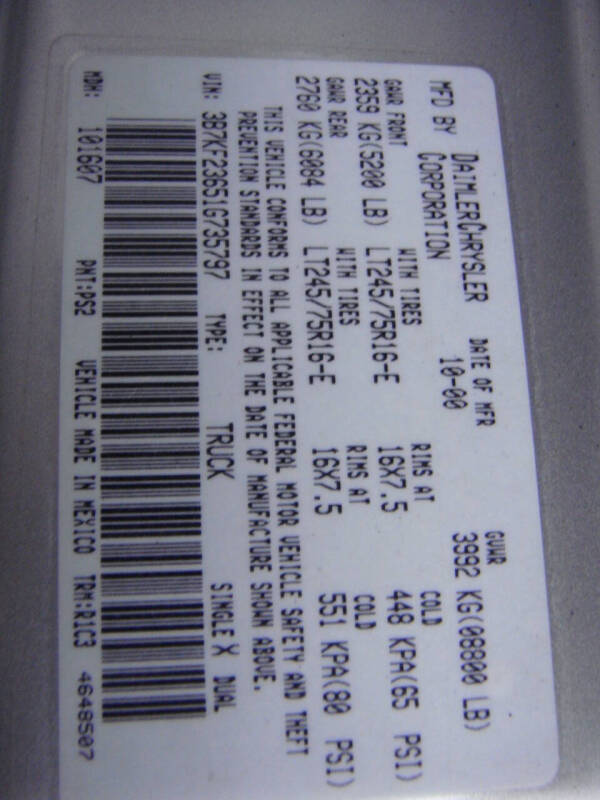 MFD BY DAIMLERCHRYSLER CORPORATION DATE OF MFR 10-00 GVWR 3992 KG(08800 LB)
GAWR FRONT WITH TIRES RIMS AT COLD
2359 KG(5200 LB) LT245/75R16-E 16X7.5 448 KPA(65 PSI)
GAWR REAR WITH TIRES RIMS AT COLD
2760 KG(6084 LB) LT245/75R16-E 16X7.5 551 KPA(80 PSI)
THIS VEHICLE CONFORMS TO ALL APPLICABLE FEDERAL MOTOR VEHICLE SAFETY AND THEFT
PREVENTION STANDARDS IN EFFECT ON THE DATE OF MANUFACTURE SHOWN ABOVE.
VIN: 3B7KF23651G735797 TYPE: TRUCK SINGLE X DUAL
MDH: 101607 PNT:PS2 VEHICLE MADE IN MEXICO TRM:R1C3 4648507